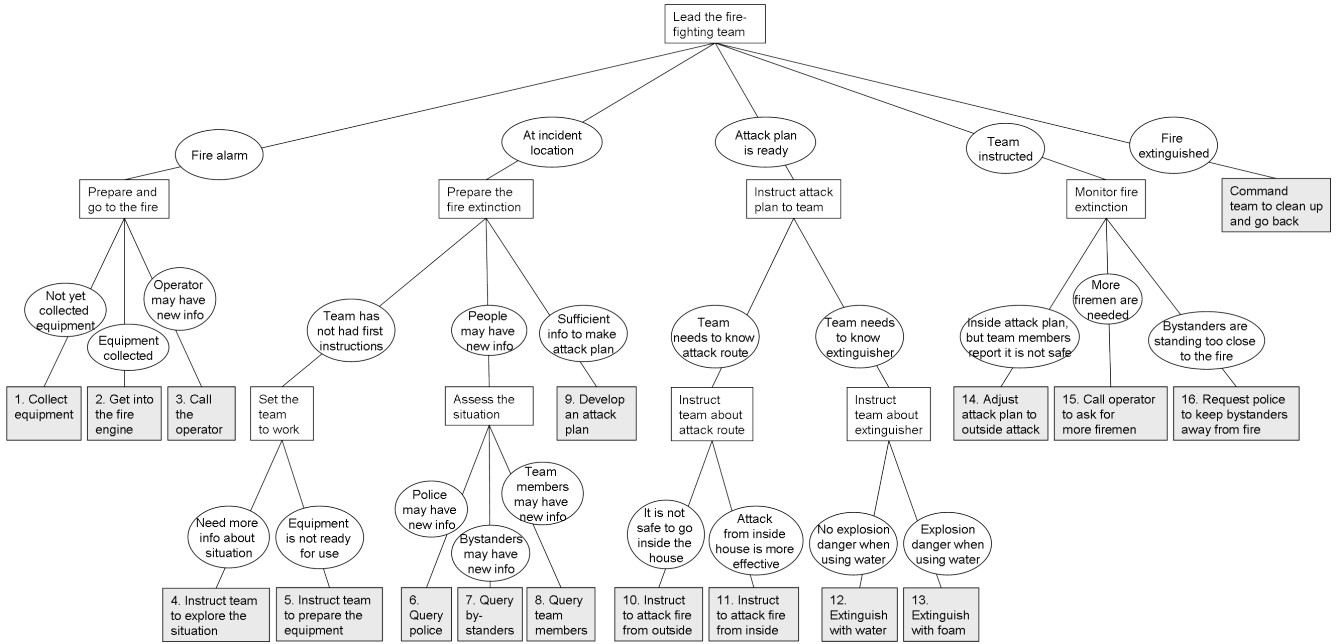 Lead the fire-
fighting team
Fire alarm
At incident
location
Attack plan
is ready
Team
instructed
Fire
extinguished
Prepare and
go to the fire
Prepare the
fire extinction
Instruct attack
plan to team
Monitor fire
extinction
Command
team to clean up
and go back
Not yet
collected
equipment
Equipment
collected
Operator
may have
new info
Team has
not had first
instructions
People
may have
new info
Sufficient
info to make
attack plan
Team
needs to know
attack route
Team needs
to know
extinguisher
Inside attack plan,
but team members
report it is not safe
More
firemen are
needed
Bystanders are
standing too close
to the fire
1. Collect
equipment
2. Get into
the fire
engine
3. Call
the
operator
Set the
team
to work
Assess the
situation
9. Develop
an attack
plan
Instruct
team about
attack route
Instruct
team about
extinguisher
14. Adjust
attack plan to
outside attack
15. Call operator
to ask for
more firemen
16. Request police
to keep bystanders
away from fire
Need more
info about
situation
Equipment
is not ready
for use
Police
may have
new info
Bystanders
may have
new info
Team
members
may have
new info
It is not
safe to go
inside the
house
Attack
from inside
house is more
effective
No explosion
danger when
using water
Explosion
danger when
using water
4. Instruct team
to explore the
situation
5. Instruct team
to prepare the
equipment
6.
Query
police
7. Query
by-
standers
8. Query
team
members
10. Instruct
to attack fire
from outside
11. Instruct
to attack fire
from inside
12.
Extinguish
with water
13.
Extinguish
with foam